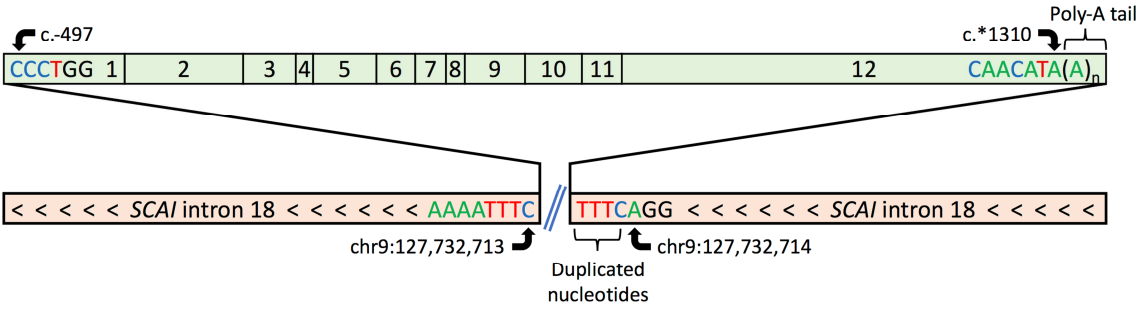 Poly-A tail
c.-497 c.*1310
CCCTGG 1 2 3 4 5 6 7 8 9 10 11 12 CAACATA(A)n
< < < < < SCAI intron 18 < < < < < < AAAATTTC TTTCAGG < < < < < < SCAI intron 18 < < < < <
chr9:127,732,713 chr9:127,732,714
Duplicated
nucleotides